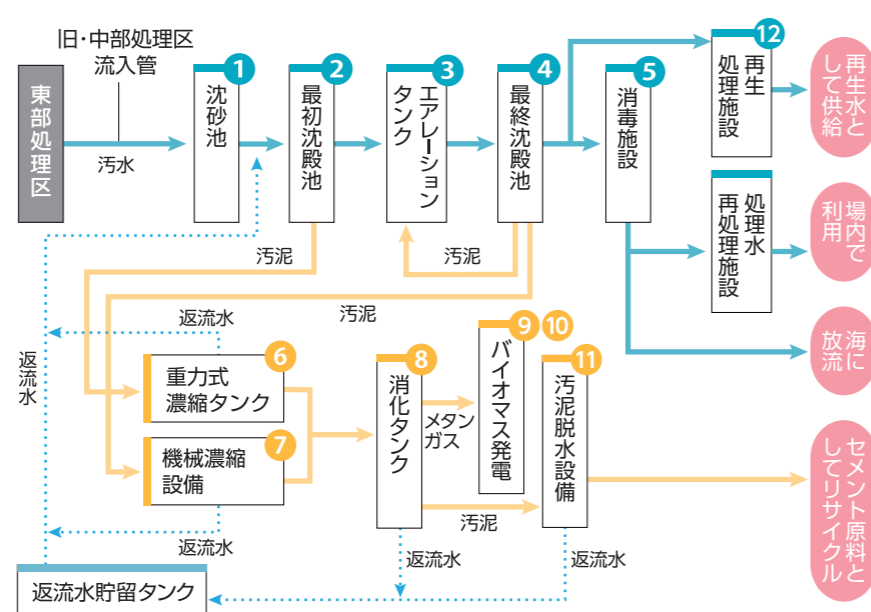 旧・中部処理区
流入管
東部処理区
汚水
1
沈砂池
2
最初沈殿池
3
エアレーション
タンク
4
最終沈殿池
5
消毒施設
12
再生
処理施設
再生水と
して供給
処理水
再処理施設
場内で
利用
海に
放流
汚泥
汚泥
汚泥
返流水
返流水
6
重力式
濃縮タンク
7
機械濃縮
設備
返流水
8
消化タンク
メタン
ガス
9
10
バイオマス発電
11
汚泥脱水設備
汚泥
セメント原料と
してリサイクル
返流水
返流水
返流水貯留タンク